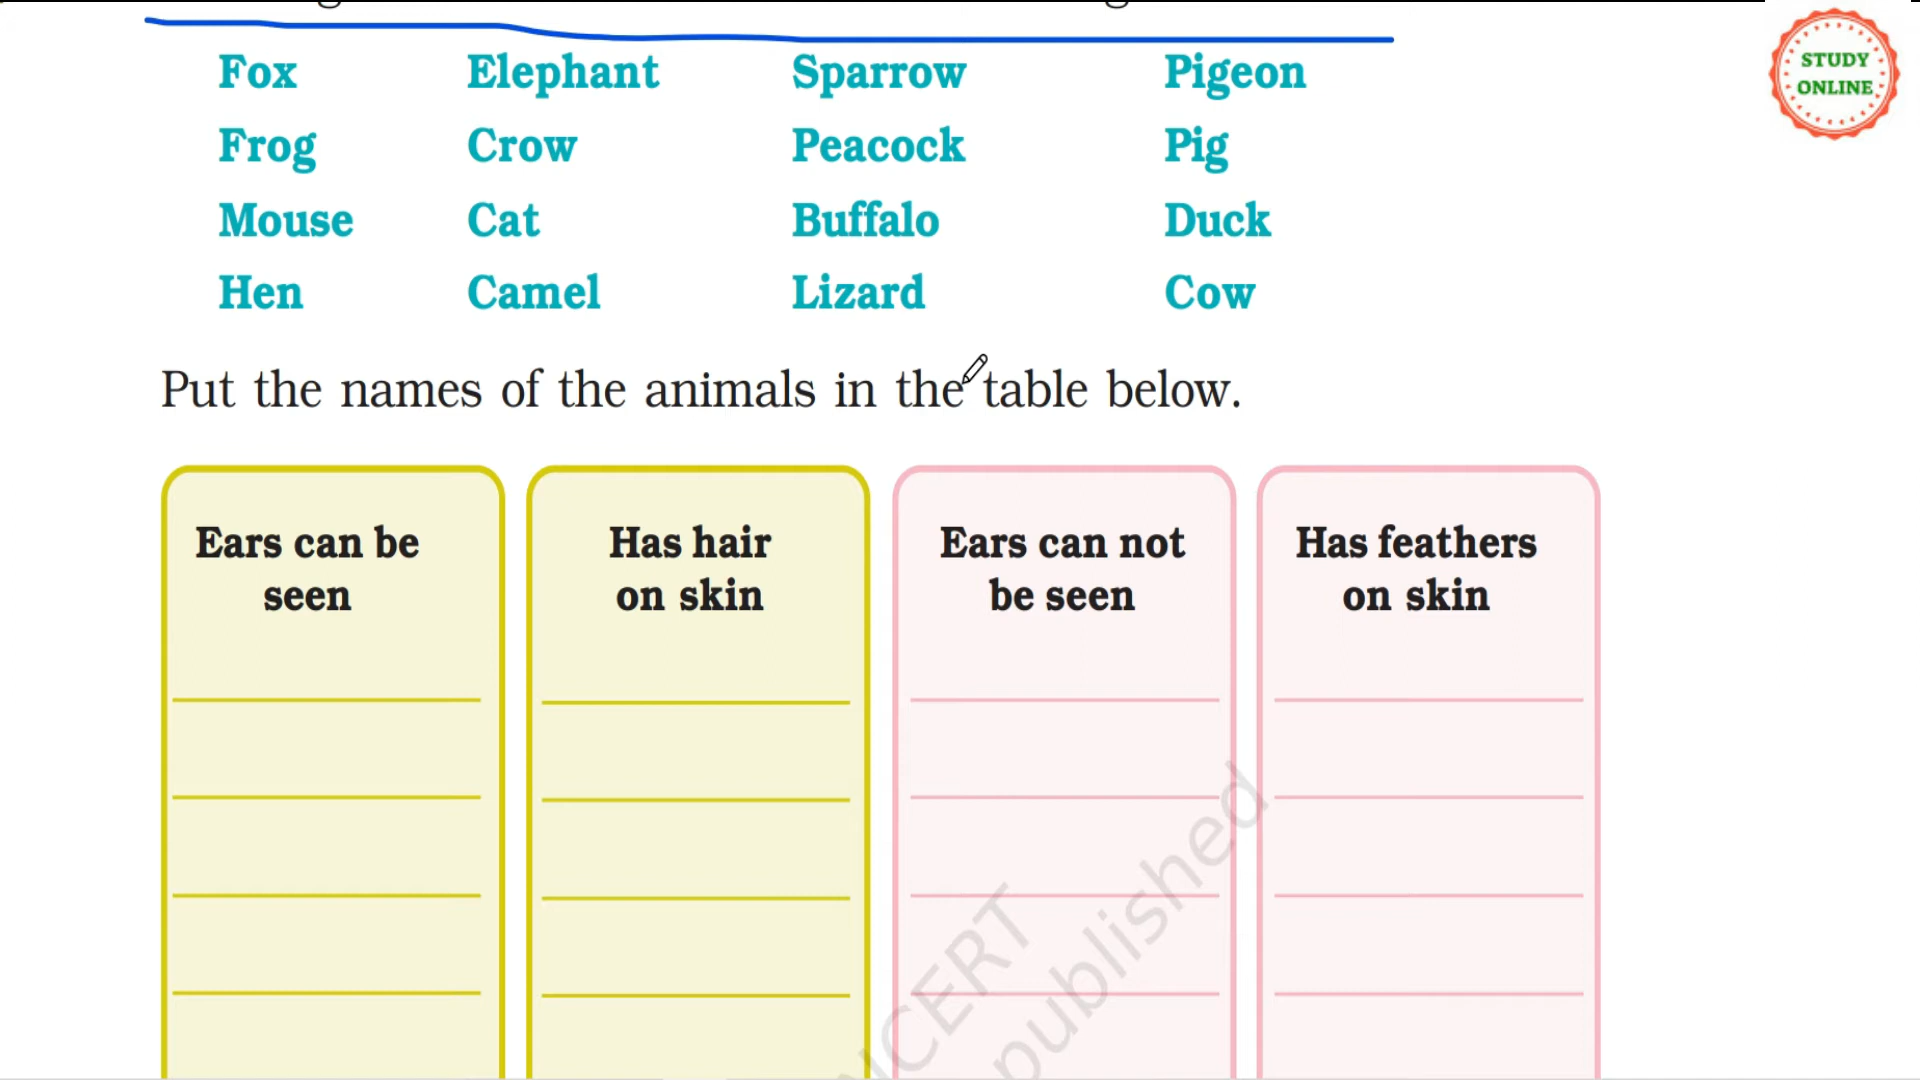 Fox Elephant Sparrow Pigeon
Frog Crow Peacock Pig
Mouse Cat Buffalo Duck
Hen Camel Lizard Cow
Put the names of the animals in the table below.
Ears can be
seen
Has hair
on skin
Ears can not
be seen
Has feathers
on skin
STUDY
ONLINE
NCERT
published